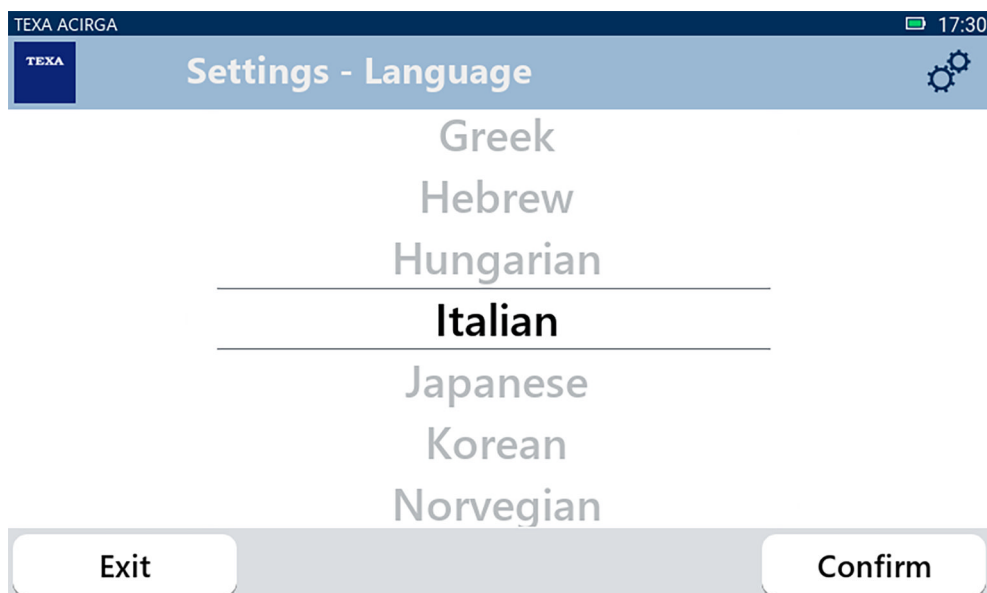 TEXA ACIRGA 17:30
TEXA Settings - Language
Greek
Hebrew
Hungarian
Italian
Japanese
Korean
Norvegian
Exit Confirm